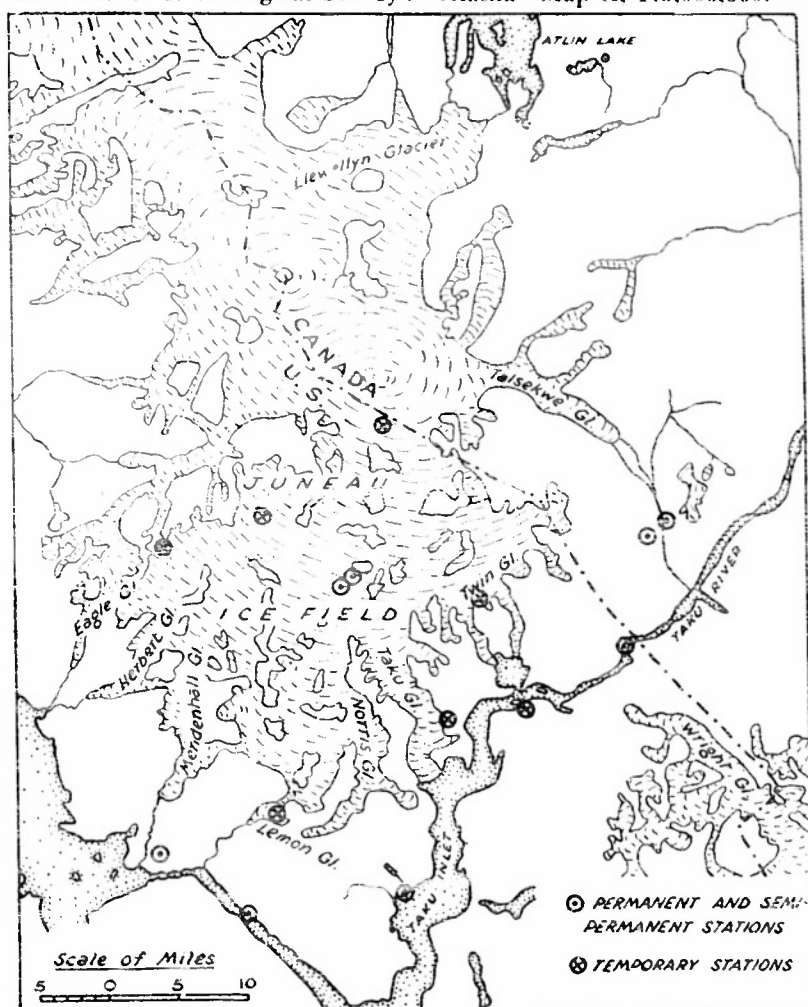 ATLIN LAKE
Llewellyn Glacier
CANADA
U.S.
Talsekwe Gl.
JUNEAU
ICE FIELD
Eagle Gl.
Herbert Gl.
Mendenhall Gl.
Twin Gl.
Taku Gl.
Norris Gl.
TAKU RIVER
Wright Gl.
Lemon Gl.
TAKU INLET
PERMANENT AND SEMI-
PERMANENT STATIONS
TEMPORARY STATIONS
Scale of Miles
5 0 5 10